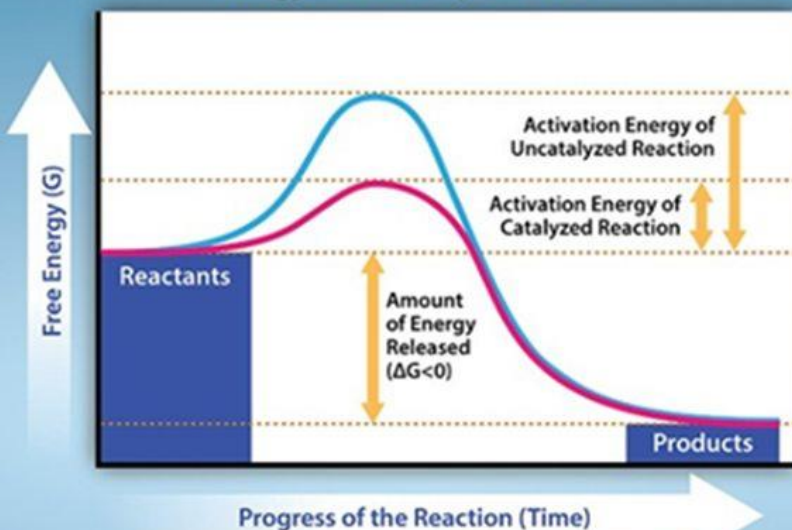 Activation Energy of
Uncatalyzed Reaction
Activation Energy of
Catalyzed Reaction
Reactants
Amount
of Energy
Released
(ΔG<0)
Products
Free Energy (G)
Progress of the Reaction (Time)